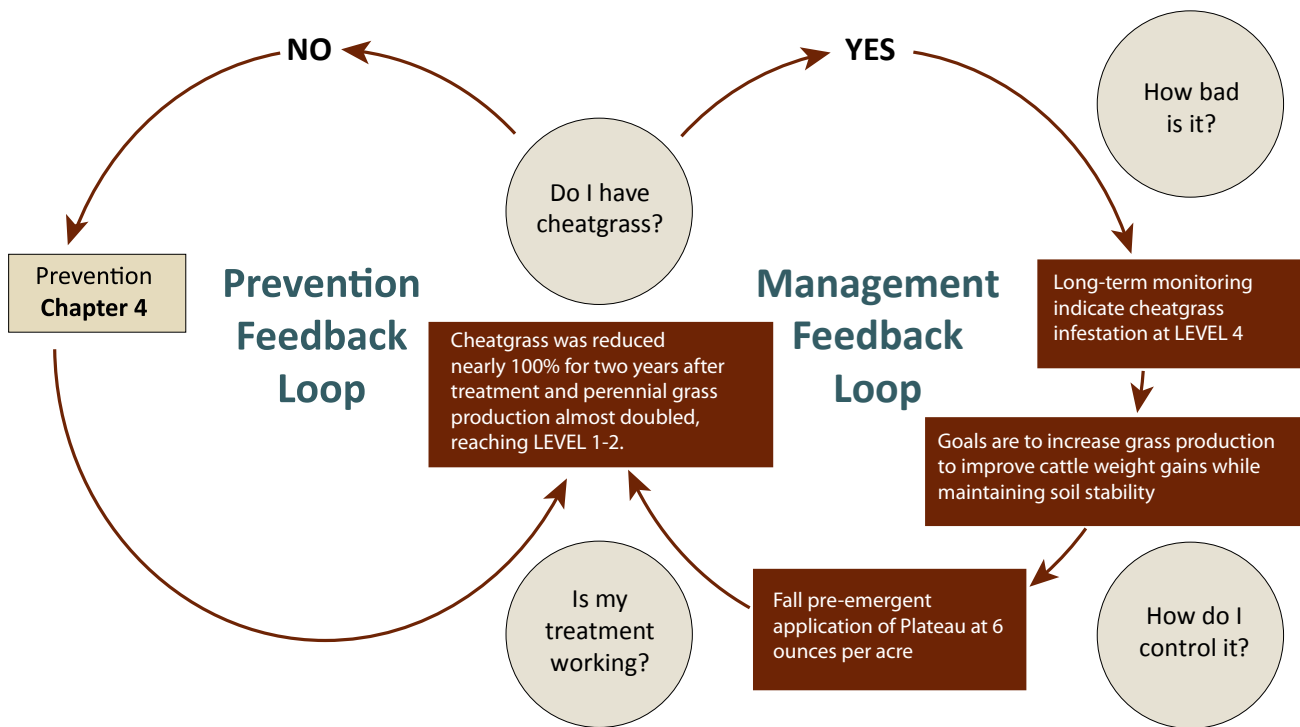 NO
YES
How bad
is it?
Do I have
cheatgrass?
Prevention
Chapter 4
Prevention
Feedback
Loop
Management
Feedback
Loop
Long-term monitoring
indicate cheatgrass
infestation at LEVEL 4
Cheatgrass was reduced
nearly 100% for two years after
treatment and perennial grass
production almost doubled,
reaching LEVEL 1-2.
Goals are to increase grass production
to improve cattle weight gains while
maintaining soil stability
Is my
treatment
working?
Fall pre-emergent
application of Plateau at 6
ounces per acre
How do I
control it?